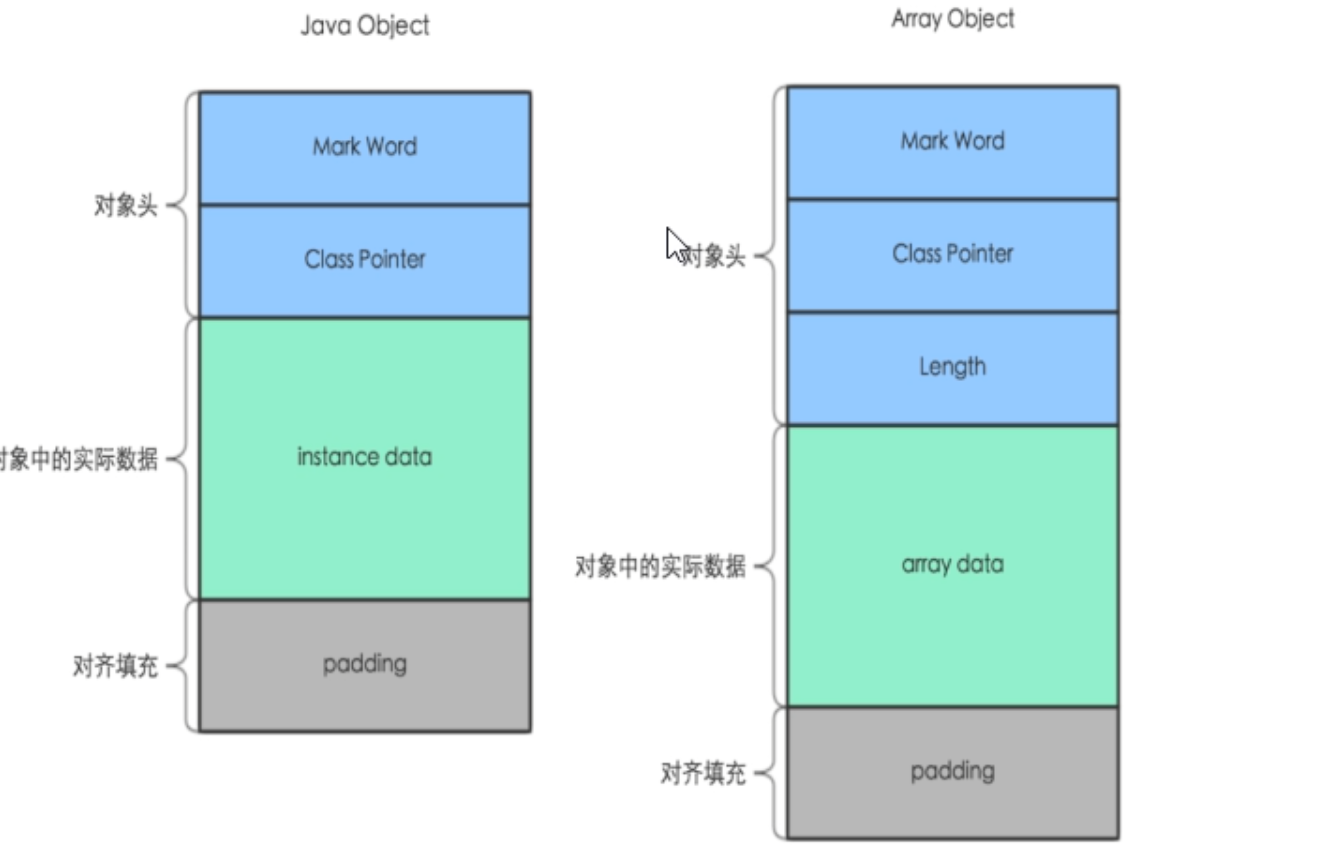 Java Object
Mark Word
对象头
Class Pointer
instance data
对象中的实际数据
padding
对齐填充
Array Object
Mark Word
对象头
Class Pointer
Length
array data
对象中的实际数据
padding
对齐填充